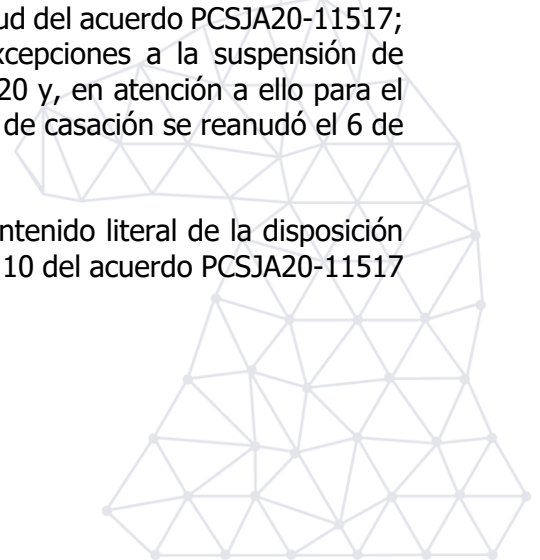 ud del acuerdo PCSJA20-11517;
xcepciones a la suspensión de
20 y, en atención a ello para el
de casación se reanudó el 6 de
ntenido literal de la disposición
10 del acuerdo PCSJA20-11517